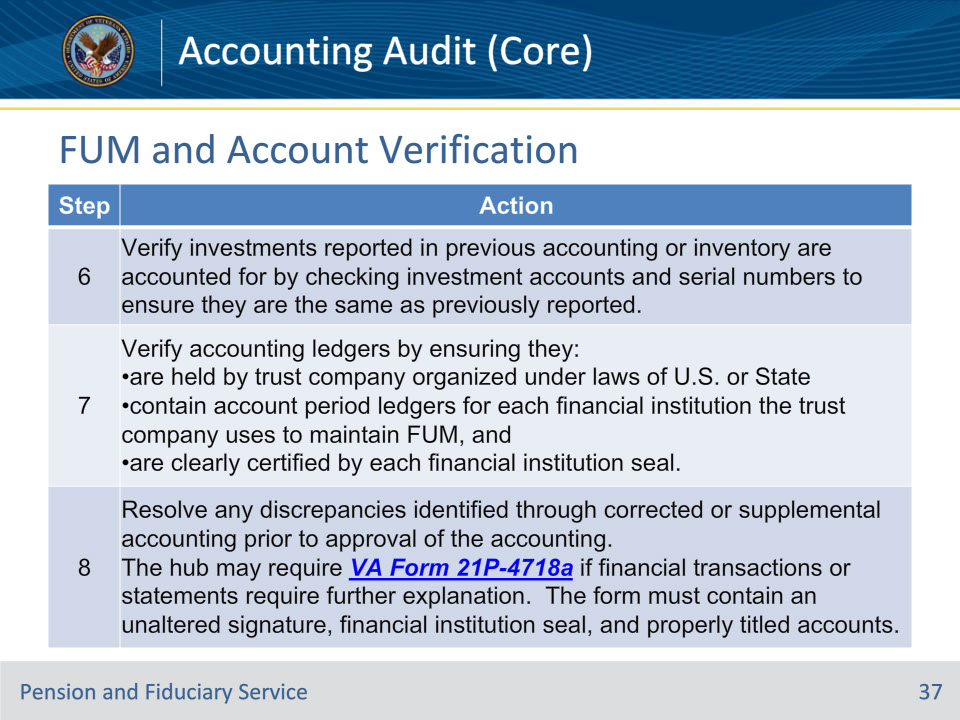 Accounting Audit (Core)
FUM and Account Verification
Step
Action
6
Verify investments reported in previous accounting or inventory are
accounted for by checking investment accounts and serial numbers to
ensure they are the same as previously reported.
7
Verify accounting ledgers by ensuring they:
•are held by trust company organized under laws of U.S. or State
•contain account period ledgers for each financial institution the trust
company uses to maintain FUM, and
•are clearly certified by each financial institution seal.
8
Resolve any discrepancies identified through corrected or supplemental
accounting prior to approval of the accounting.
The hub may require VA Form 21P-4718a if financial transactions or
statements require further explanation.  The form must contain an
unaltered signature, financial institution seal, and properly titled accounts.
Pension and Fiduciary Service
37